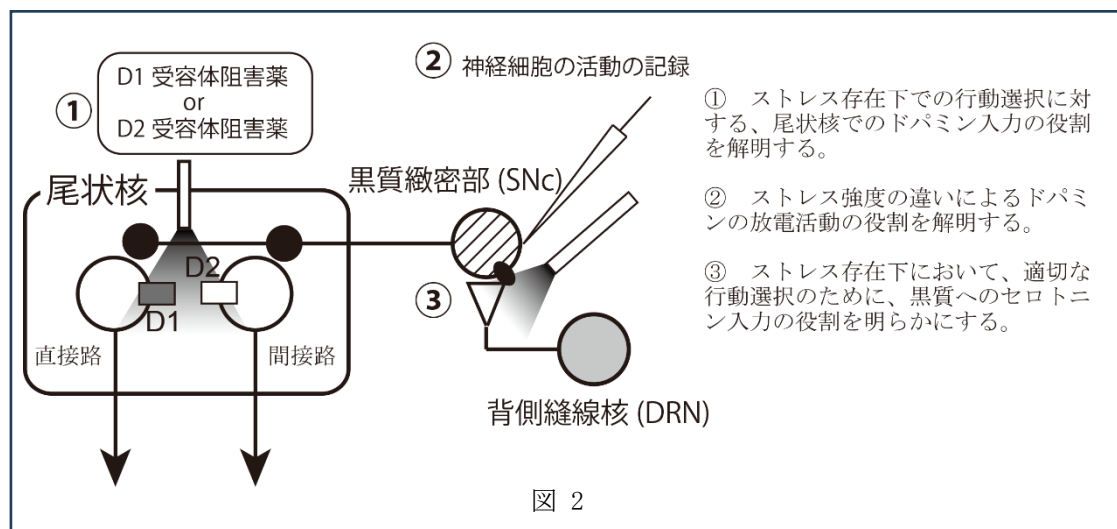 ①
D1 受容体阻害薬
or
D2 受容体阻害薬
② 神経細胞の活動の記録
尾状核
黒質緻密部 (SNc)
D2
D1
直接路
間接路
③
背側縫線核 (DRN)
① ストレス存在下での行動選択に対
する、尾状核でのドパミン入力の役割
を解明する。
② ストレス強度の違いによるドパミ
ンの放電活動の役割を解明する。
③ ストレス存在下において、適切な
行動選択のために、黒質へのセロトニ
ン入力の役割を明らかにする。
図 2